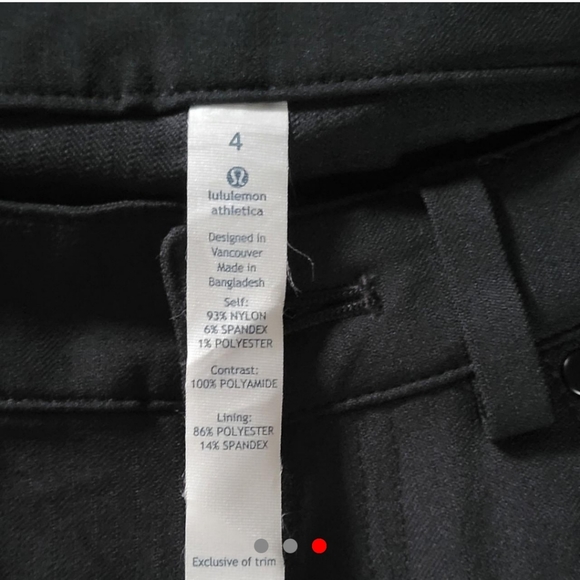 4
lululemon
athletica
Designed in
Vancouver
Made in
Bangladesh
Self:
93% NYLON
6% SPANDEX
1% POLYESTER
Contrast:
100% POLYAMIDE
Lining:
86% POLYESTER
14% SPANDEX
Exclusive of trim